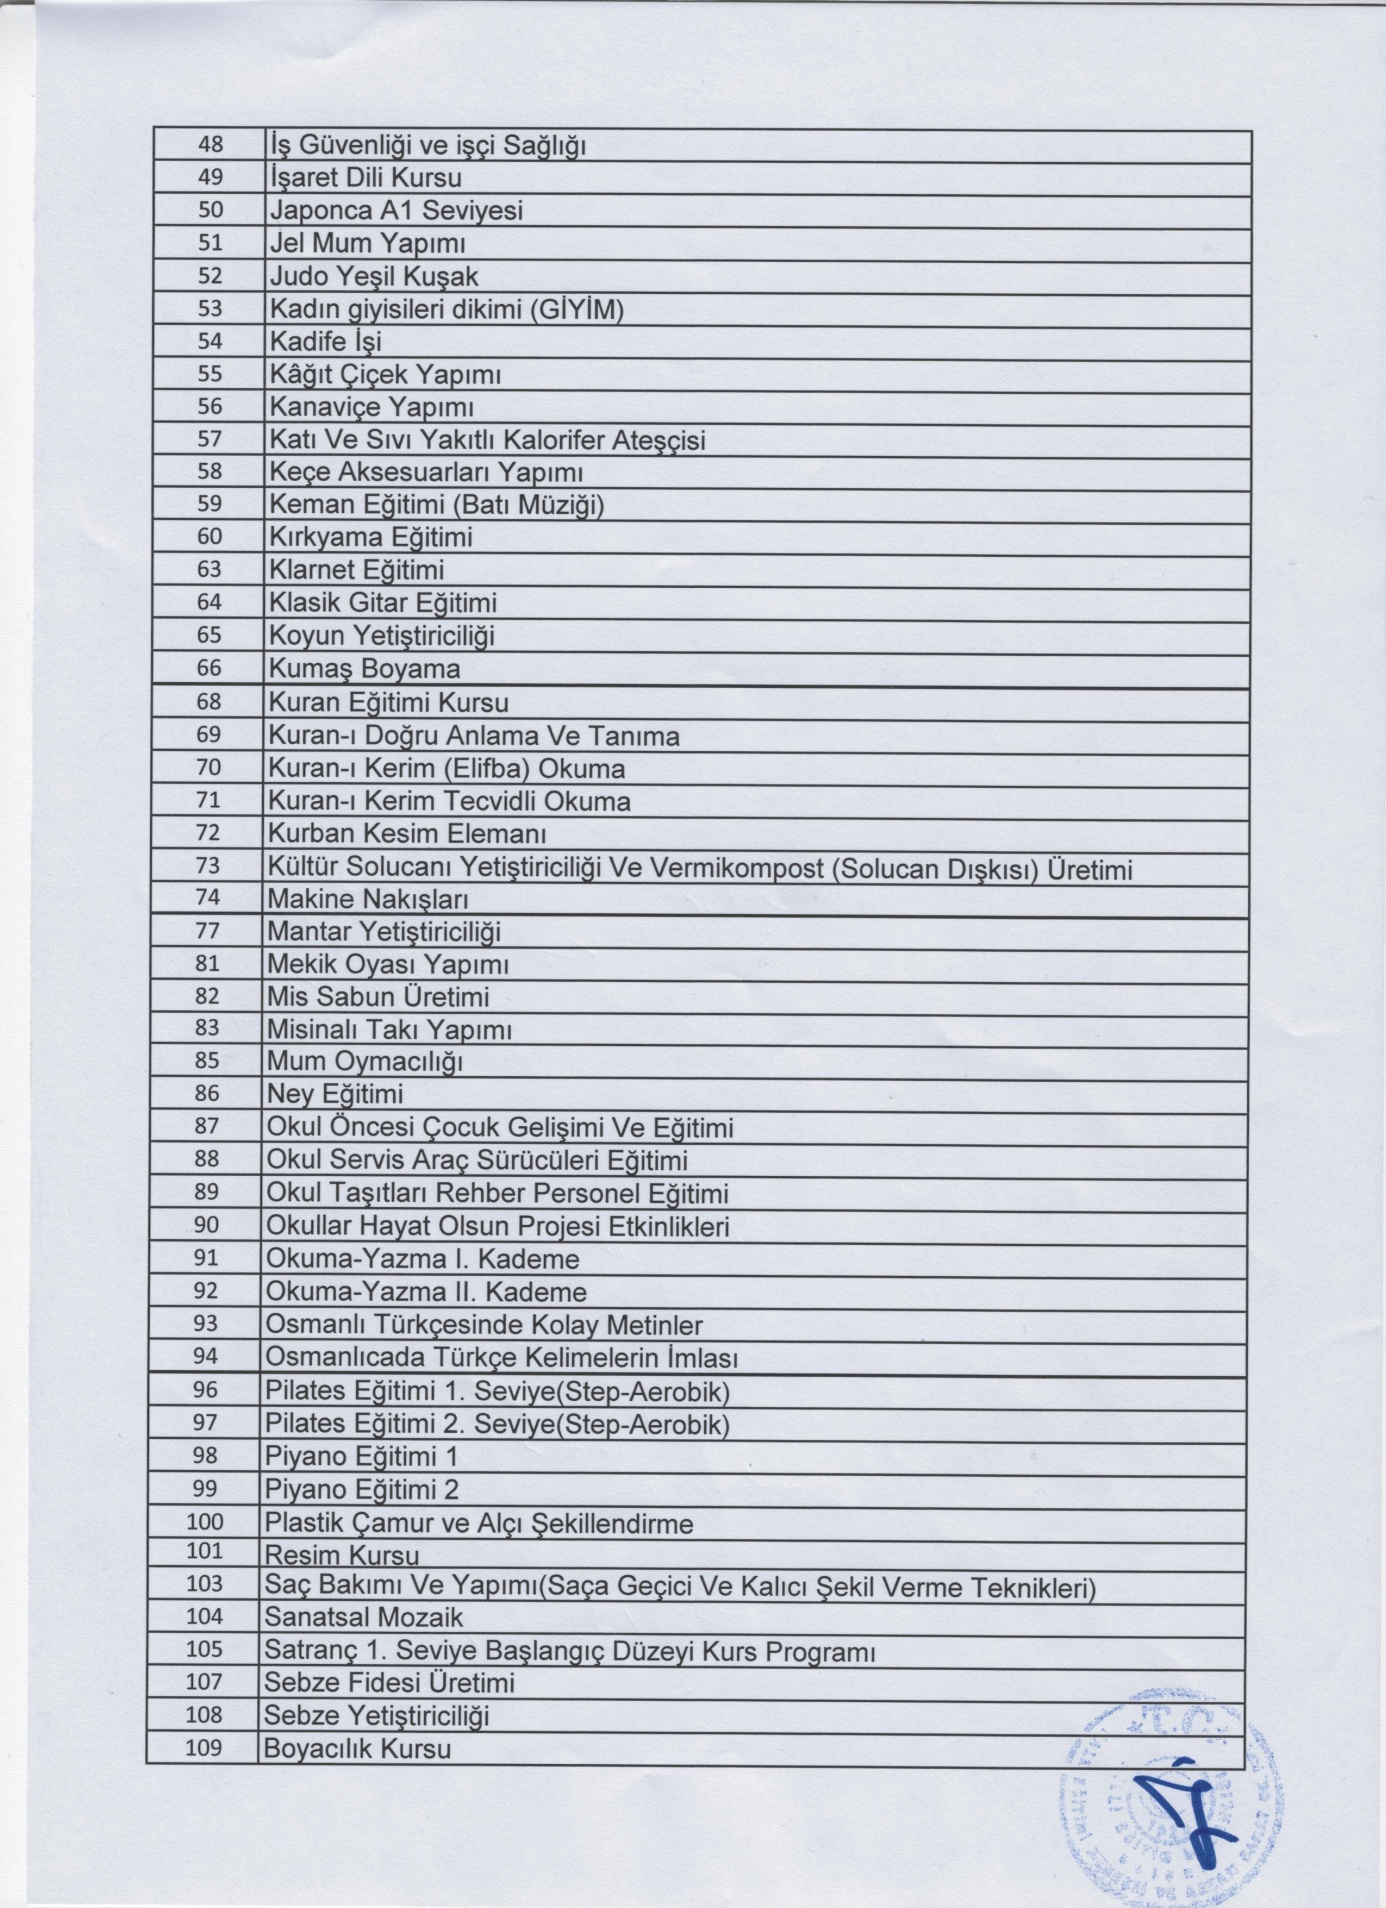 48 İş Güvenliği ve işçi Sağlığı
49 İşaret Dili Kursu
50 Japonca A1 Seviyesi
51 Jel Mum Yapımı
52 Judo Yeşil Kuşak
53 Kadın giyisileri dikimi (GİYİM)
54 Kadife İşi
55 Kâğıt Çiçek Yapımı
56 Kanaviçe Yapımı
57 Katı Ve Sıvı Yakıtlı Kalorifer Ateşçisi
58 Keçe Aksesuarları Yapımı
59 Keman Eğitimi (Batı Müziği)
60 Kırkyama Eğitimi
63 Klarnet Eğitimi
64 Klasik Gitar Eğitimi
65 Koyun Yetiştiriciliği
66 Kumaş Boyama
68 Kuran Eğitimi Kursu
69 Kuran-ı Doğru Anlama Ve Tanıma
70 Kuran-ı Kerim (Elifba) Okuma
71 Kuran-ı Kerim Tecvidli Okuma
72 Kurban Kesim Elemanı
73 Kültür Solucanı Yetiştiriciliği Ve Vermikompost (Solucan Dışkısı) Üretimi
74 Makine Nakışları
77 Mantar Yetiştiriciliği
81 Mekik Oyası Yapımı
82 Mis Sabun Üretimi
83 Misinalı Takı Yapımı
85 Mum Oymacılığı
86 Ney Eğitimi
87 Okul Öncesi Çocuk Gelişimi Ve Eğitimi
88 Okul Servis Araç Sürücüleri Eğitimi
89 Okul Taşıtları Rehber Personel Eğitimi
90 Okullar Hayat Olsun Projesi Etkinlikleri
91 Okuma-Yazma I. Kademe
92 Okuma-Yazma II. Kademe
93 Osmanlı Türkçesinde Kolay Metinler
94 Osmanlıcada Türkçe Kelimelerin İmlası
96 Pilates Eğitimi 1. Seviye(Step-Aerobik)
97 Pilates Eğitimi 2. Seviye(Step-Aerobik)
98 Piyano Eğitimi 1
99 Piyano Eğitimi 2
100 Plastik Çamur ve Alçı Şekillendirme
101 Resim Kursu
103 Saç Bakımı Ve Yapımı(Saça Geçici Ve Kalıcı Şekil Verme Teknikleri)
104 Sanatsal Mozaik
105 Satranç 1. Seviye Başlangıç Düzeyi Kurs Programı
107 Sebze Fidesi Üretimi
108 Sebze Yetiştiriciliği
109 Boyacılık Kursu
T.C.